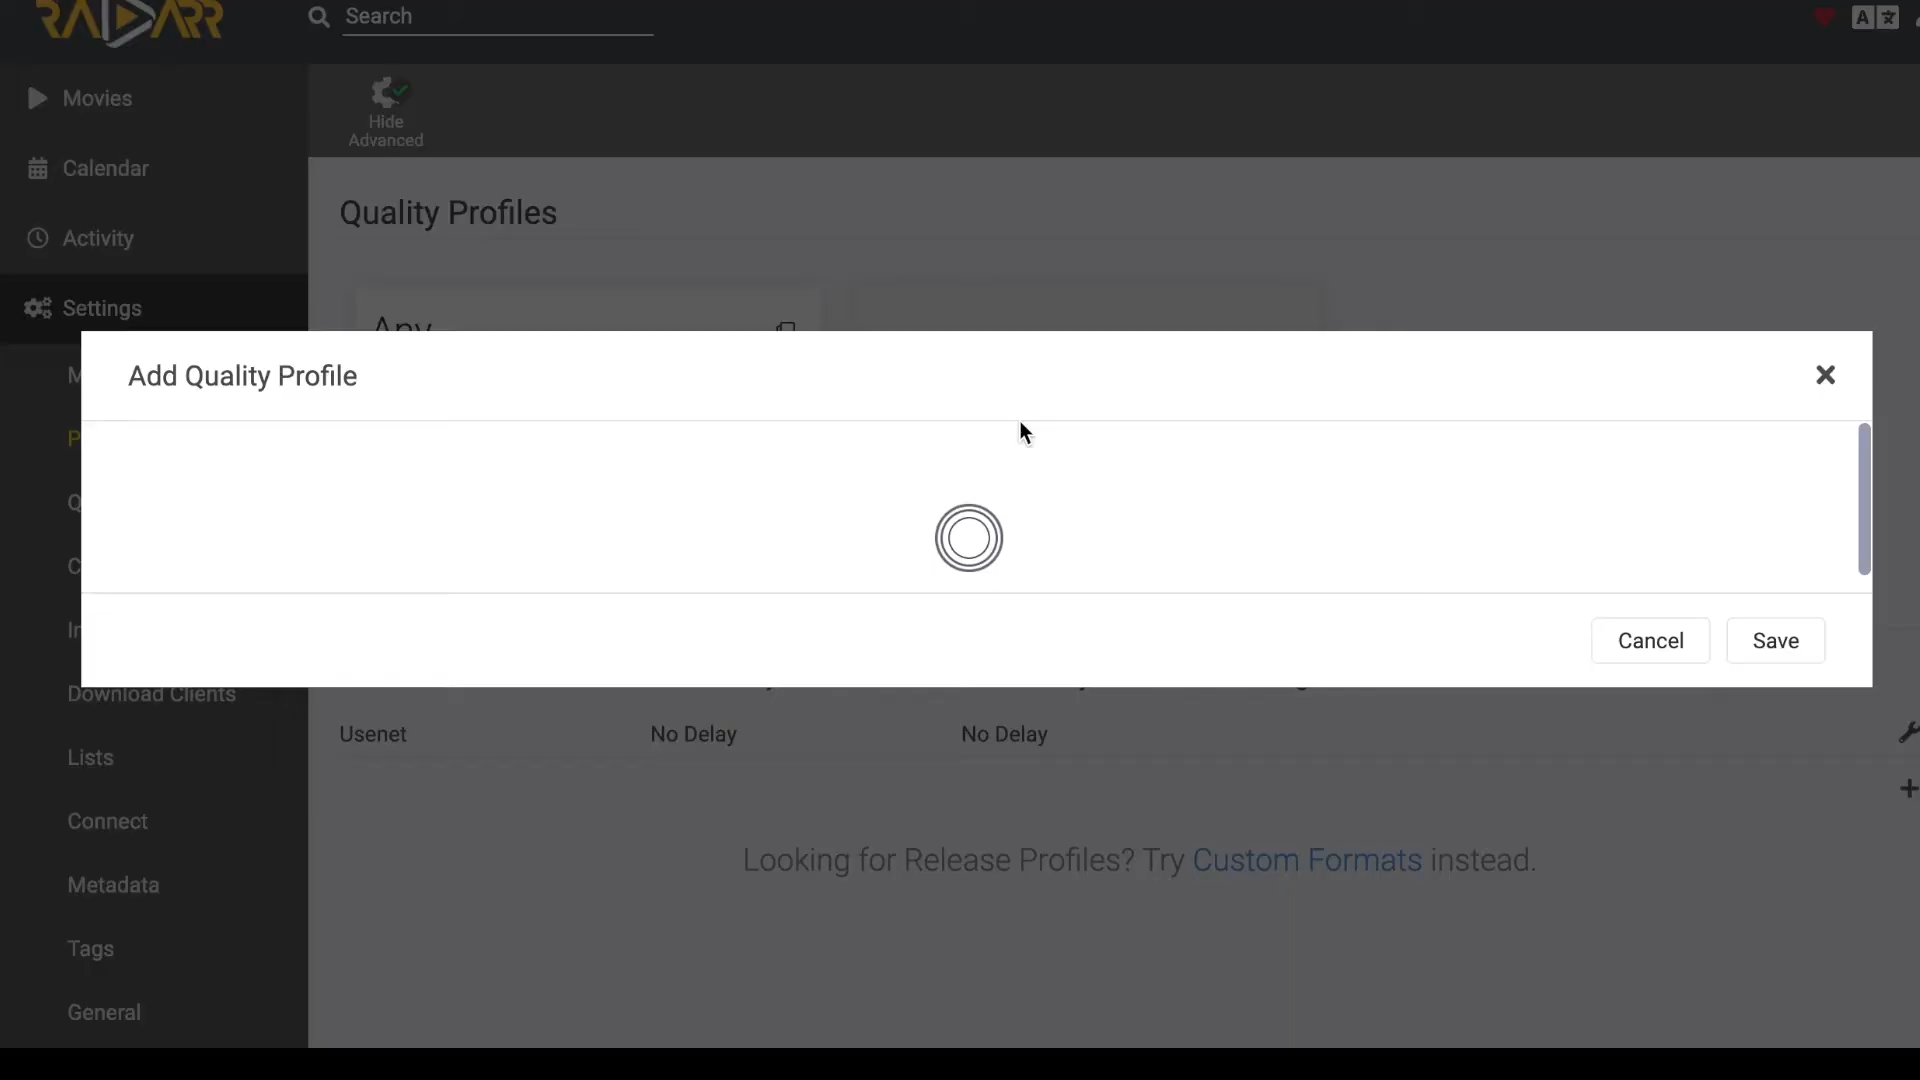 RADARR
Search
Movies
Calendar
Activity
Settings
Hide
Advanced
Quality Profiles
Any
Add Quality Profile
Cancel
Save
Download Clients
Lists
Connect
Metadata
Tags
General
Usenet
No Delay
No Delay
Looking for Release Profiles? Try Custom Formats instead.